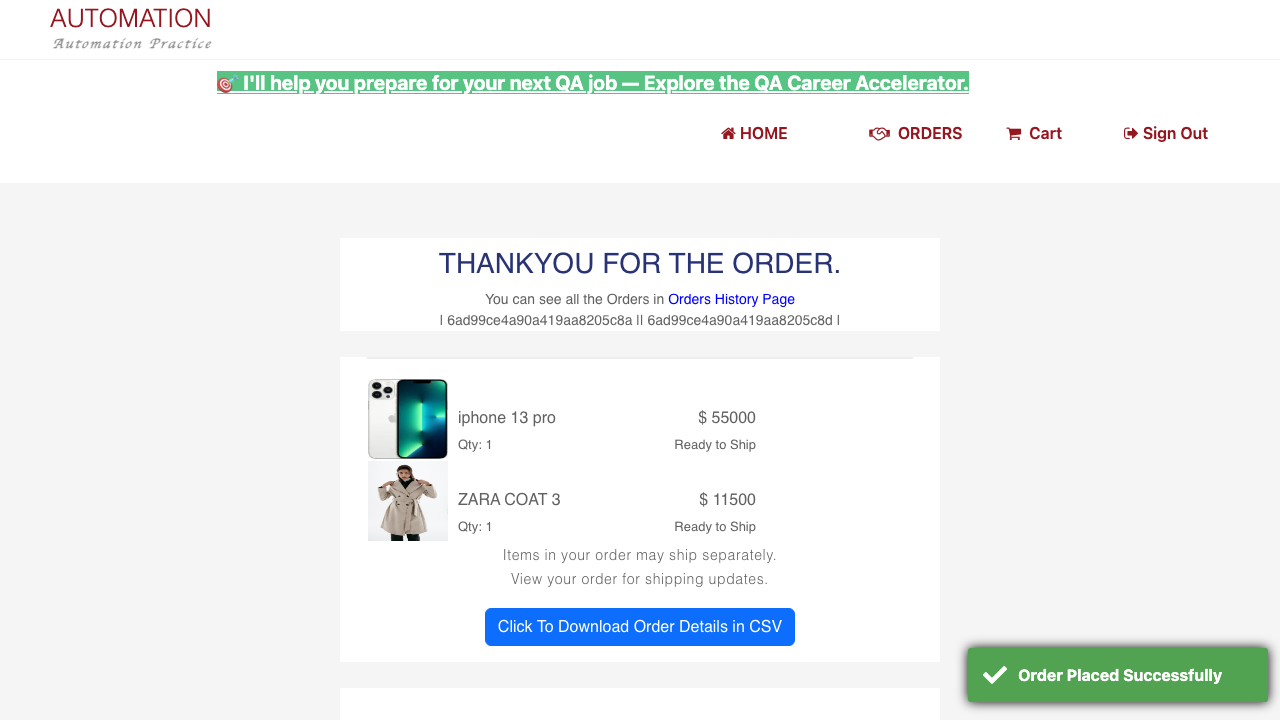 AUTOMATION
Automation Practice
🎯 I'll help you prepare for your next QA job — Explore the QA Career Accelerator.
HOME ORDERS Cart Sign Out
THANKYOU FOR THE ORDER.
You can see all the Orders in Orders History Page
| 6ad99ce4a90a419aa8205c8a || 6ad99ce4a90a419aa8205c8d |
iphone 13 pro $ 55000
Qty: 1 Ready to Ship
ZARA COAT 3 $ 11500
Qty: 1 Ready to Ship
Items in your order may ship separately.
View your order for shipping updates.
Click To Download Order Details in CSV
Order Placed Successfully